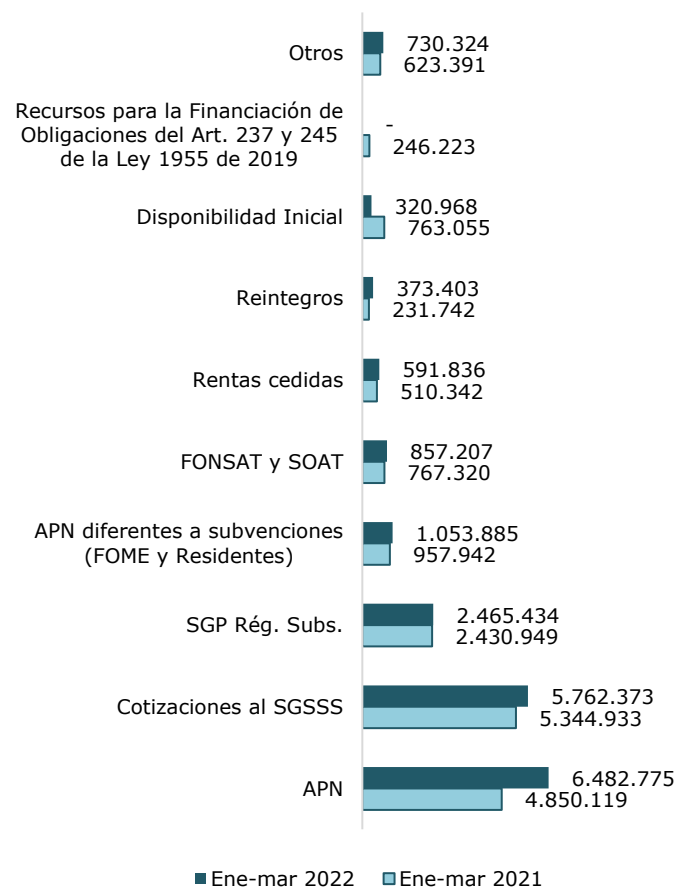 Otros
730.324
623.391
Recursos para la Financiación de
Obligaciones del Art. 237 y 245
de la Ley 1955 de 2019
-
246.223
Disponibilidad Inicial
320.968
763.055
Reintegros
373.403
231.742
Rentas cedidas
591.836
510.342
FONSAT y SOAT
857.207
767.320
APN diferentes a subvenciones
(FOME y Residentes)
1.053.885
957.942
SGP Rég. Subs.
2.465.434
2.430.949
Cotizaciones al SGSSS
5.762.373
5.344.933
APN
6.482.775
4.850.119
Ene-mar 2022 Ene-mar 2021